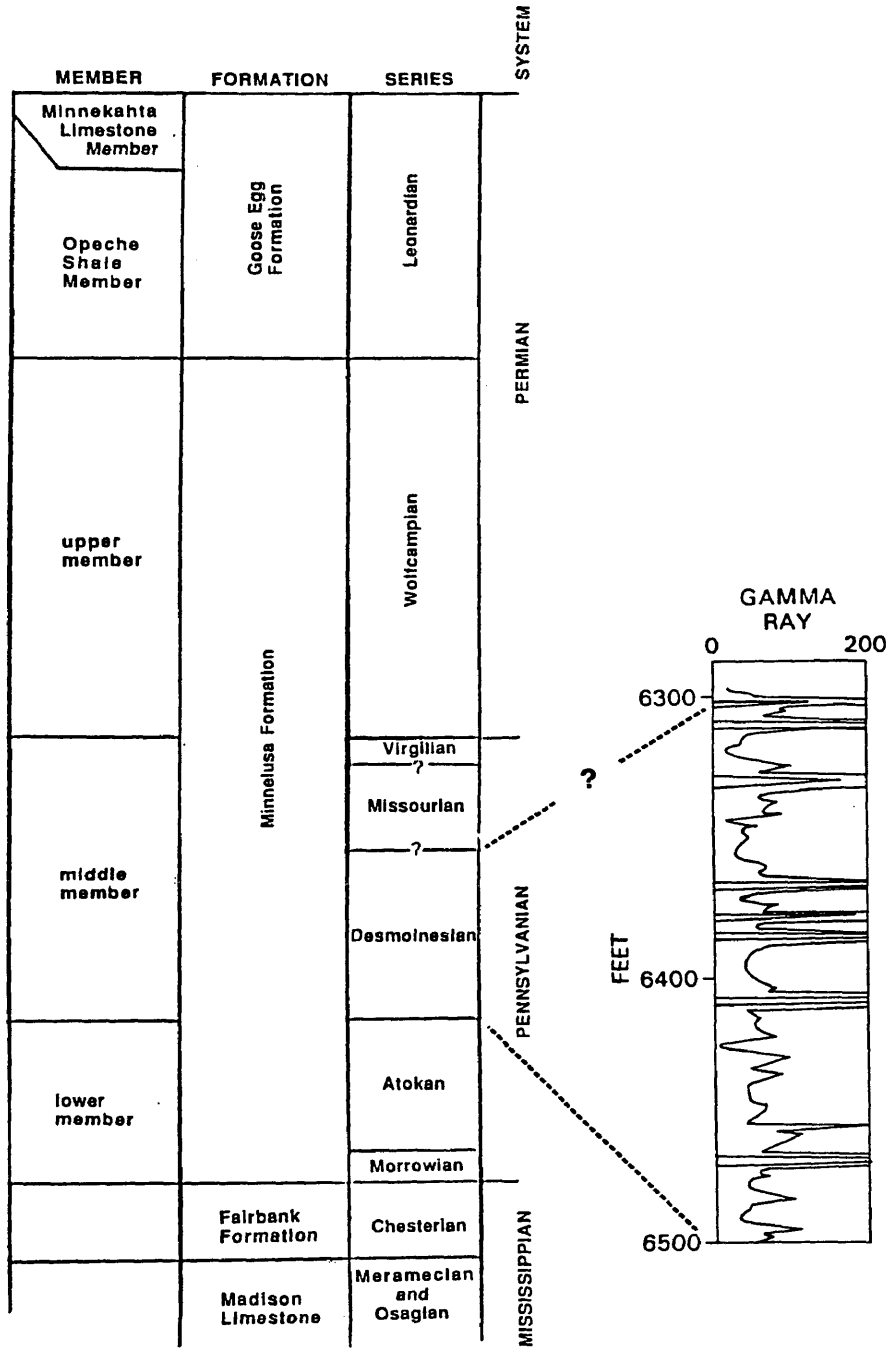 SYSTEM
MEMBER
FORMATION
SERIES
Minnekahta
Limestone
Member
Opeche
Shale
Member
Goose Egg
Formation
Leonardian
PERMIAN
upper
member
Wolfcampian
Minnelusa Formation
Virgilian
?
Missourian
?
middle
member
Desmoinesian
PENNSYLVANIAN
lower
member
Atokan
Morrowian
Fairbank
Formation
Chesterian
Madison
Limestone
Meramecian
and
Osagian
MISSISSIPPIAN
?
GAMMA
RAY
0
200
6300
FEET
6400
6500